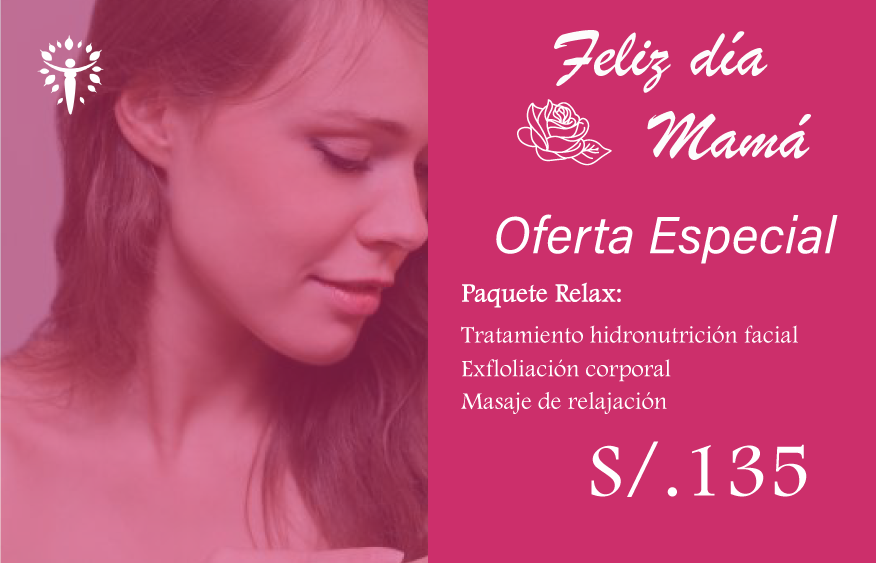 Feliz día
Mamá
Oferta Especial
Paquete Relax:
Tratamiento hidronutrición facial
Exfloliación corporal
Masaje de relajación
S/.135